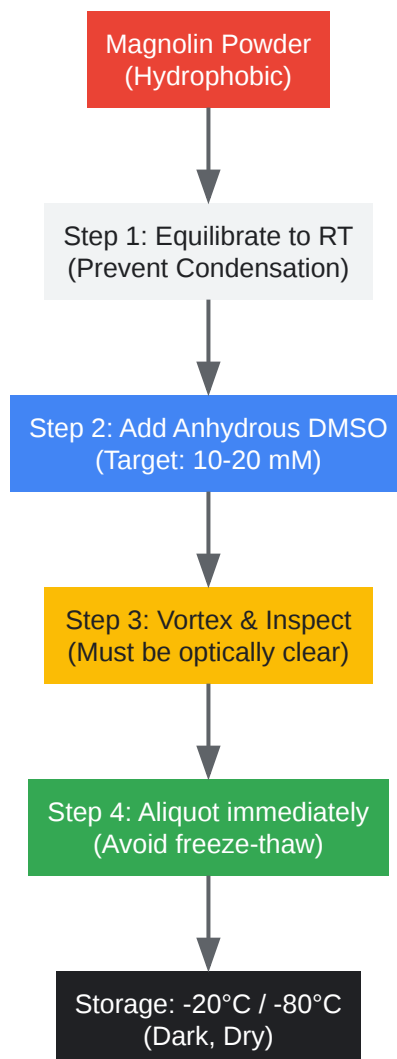 Magnolin Powder
(Hydrophobic)
Step 1: Equilibrate to RT
(Prevent Condensation)
Step 2: Add Anhydrous DMSO
(Target: 10-20 mM)
Step 3: Vortex & Inspect
(Must be optically clear)
Step 4: Aliquot immediately
(Avoid freeze-thaw)
Storage: -20°C / -80°C
(Dark, Dry)